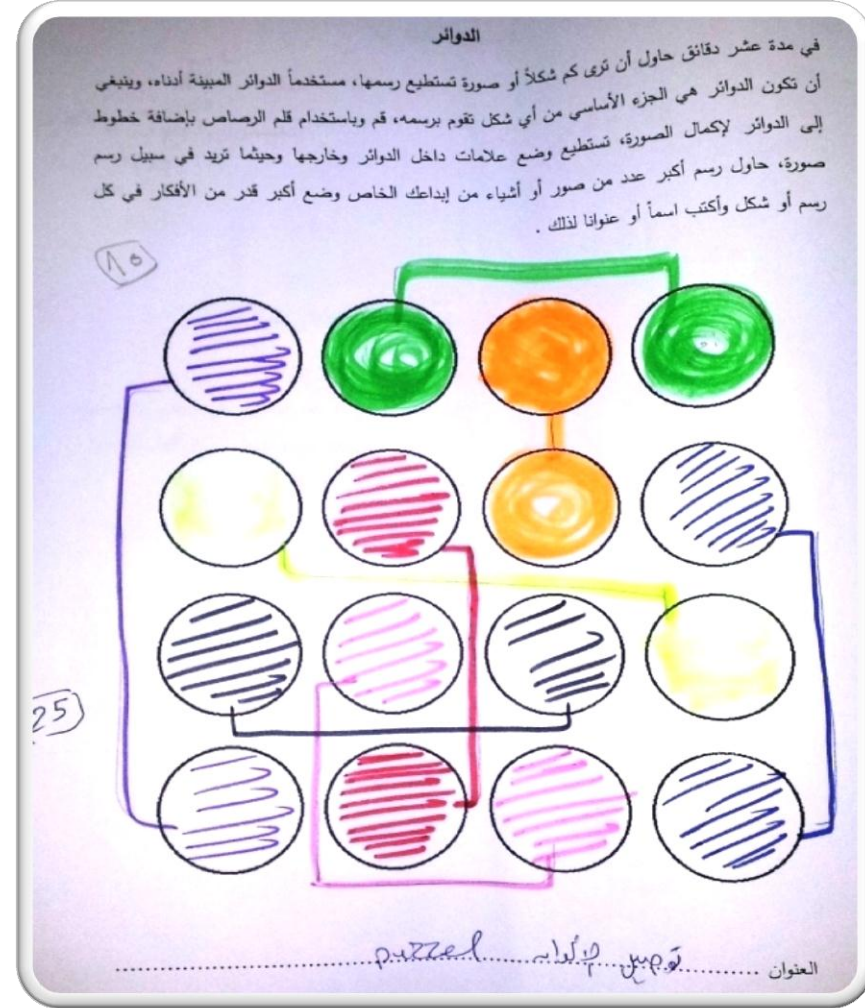 الدوائر
في مدة عشر دقائق حاول أن ترى كم شكلاً أو صورة تستطيع رسمها، مستخدماً الدوائر المبينة أدناه، وينبغي
أن تكون الدوائر هي الجزء الأساسي من أي شكل تقوم برسمه، قم وباستخدام قلم الرصاص بإضافة خطوط
إلى الدوائر لإكمال الصورة، تستطيع وضع علامات داخل الدوائر وخارجها وحيثما تريد في سبيل رسم
صورة، حاول رسم أكبر عدد من صور أو أشياء من إبداعك الخاص وضع أكبر قدر من الأفكار في كل
رسم أو شكل وأكتب اسماً أو عنوانا لذلك .
25
العنوان توصيل الألوان puzzel